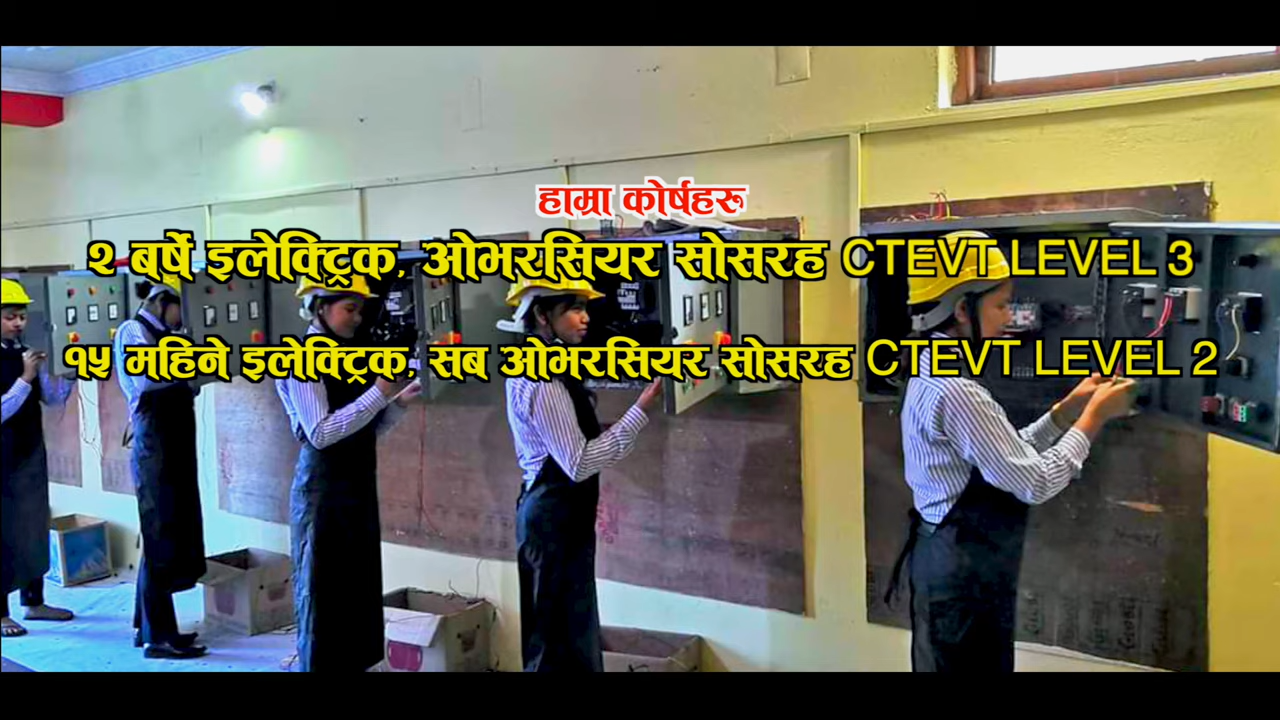 हाम्रा कोर्षहरू
२ बर्षे इलेक्ट्रिक, ओभरसियर सोसरह CTEVT LEVEL 3
१५ महिने इलेक्ट्रिक, सब ओभरसियर सोसरह CTEVT LEVEL 2